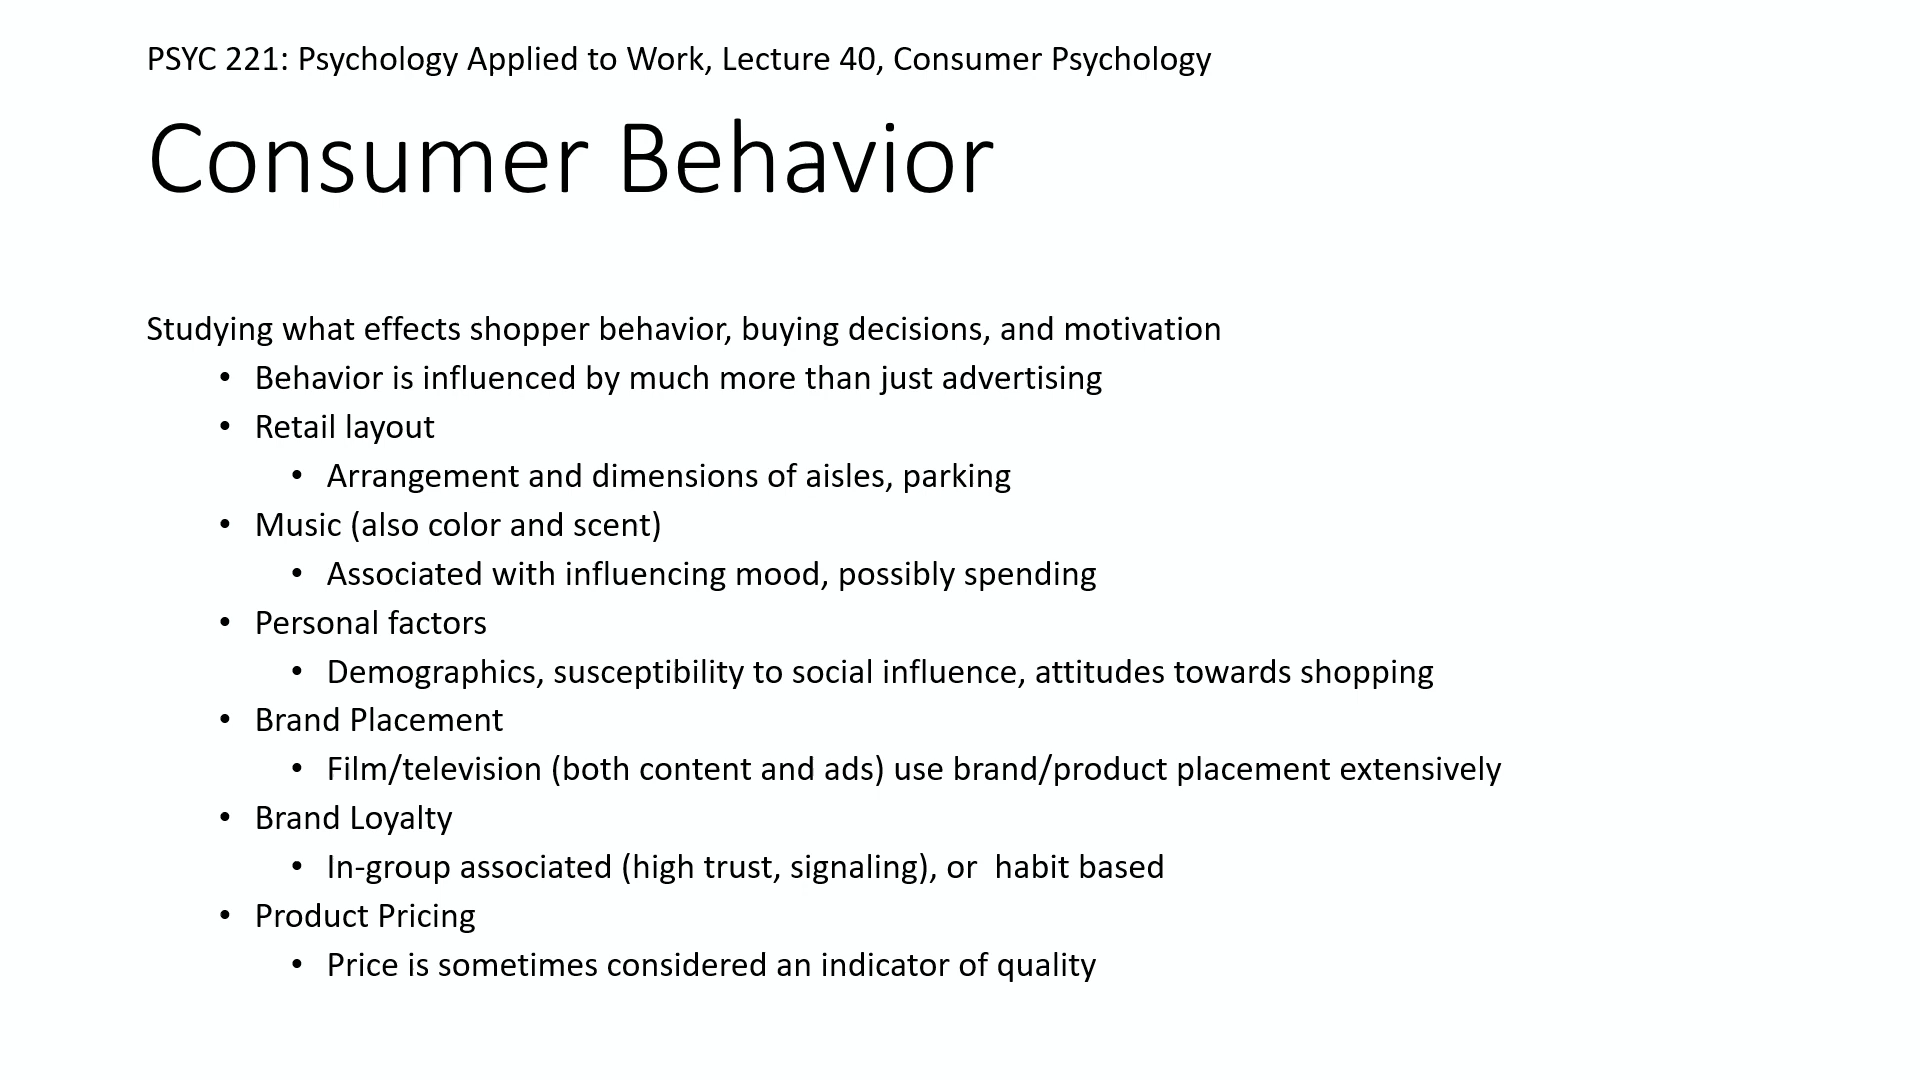 PSYC 221: Psychology Applied to Work, Lecture 40, Consumer Psychology
Consumer Behavior
Studying what effects shopper behavior, buying decisions, and motivation
• Behavior is influenced by much more than just advertising
• Retail layout
• Arrangement and dimensions of aisles, parking
• Music (also color and scent)
• Associated with influencing mood, possibly spending
• Personal factors
• Demographics, susceptibility to social influence, attitudes towards shopping
• Brand Placement
• Film/television (both content and ads) use brand/product placement extensively
• Brand Loyalty
• In-group associated (high trust, signaling), or  habit based
• Product Pricing
• Price is sometimes considered an indicator of quality